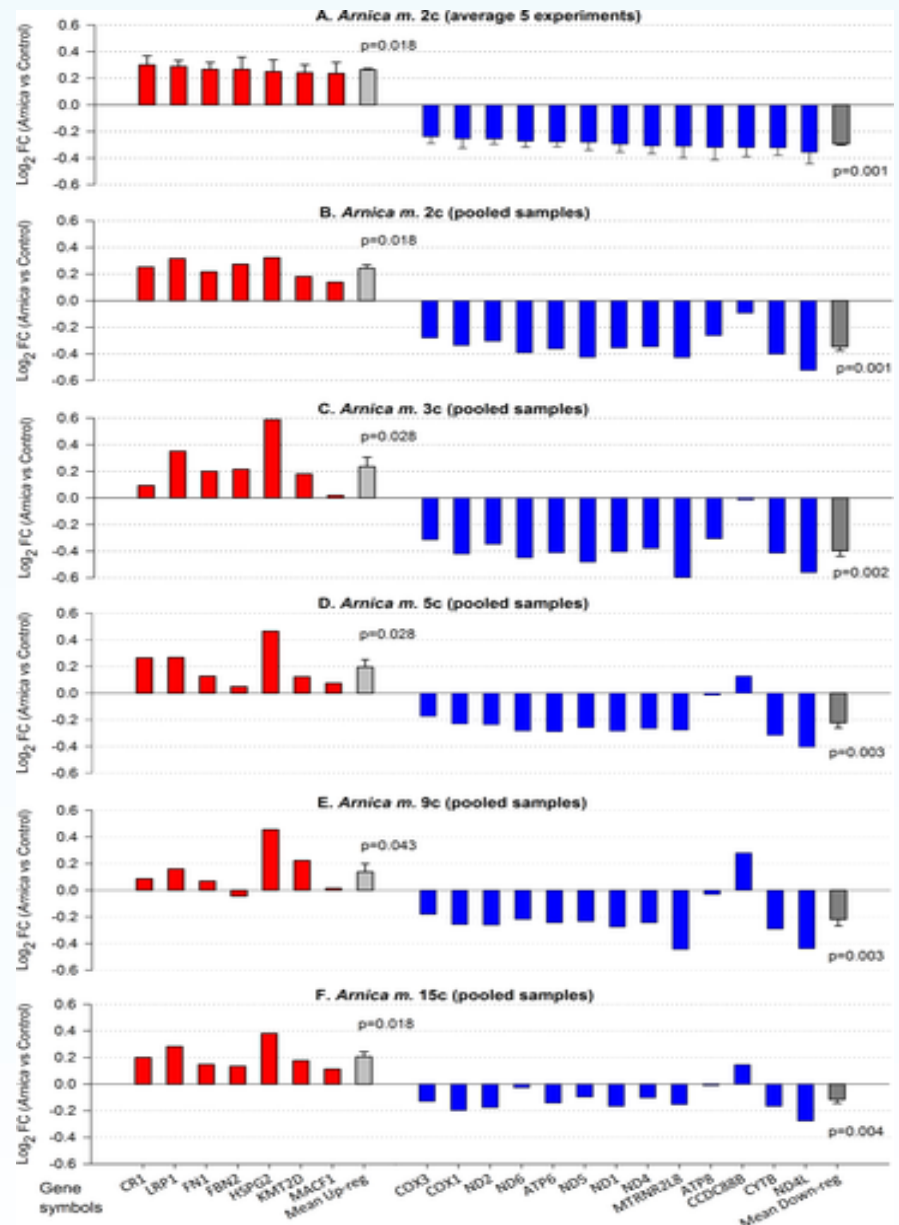 A. Arnica m. 2c (average 5 experiments)
Log2 FC (Arnica vs Control)
0.6
0.4
0.2
0.0
-0.2
-0.4
-0.6
p=0.018
p=0.001
B. Arnica m. 2c (pooled samples)
Log2 FC (Arnica vs Control)
0.6
0.4
0.2
0.0
-0.2
-0.4
-0.6
p=0.018
p=0.001
C. Arnica m. 3c (pooled samples)
Log2 FC (Arnica vs Control)
0.6
0.4
0.2
0.0
-0.2
-0.4
-0.6
p=0.028
p=0.002
D. Arnica m. 5c (pooled samples)
Log2 FC (Arnica vs Control)
0.6
0.4
0.2
0.0
-0.2
-0.4
-0.6
p=0.028
p=0.003
E. Arnica m. 9c (pooled samples)
Log2 FC (Arnica vs Control)
0.6
0.4
0.2
0.0
-0.2
-0.4
-0.6
p=0.043
p=0.003
F. Arnica m. 15c (pooled samples)
Log2 FC (Arnica vs Control)
0.6
0.4
0.2
0.0
-0.2
-0.4
-0.6
p=0.018
p=0.004
Gene
symbols
CR1
LRP1
FN1
FBN2
HSPG2
KMT2D
MACF1
Mean Up-reg
COX3
COX1
ND2
ND6
ATP6
ND5
ND1
ND4
MTRNR2L8
ATP8
CCDC88B
CYTB
ND4L
Mean Down-reg